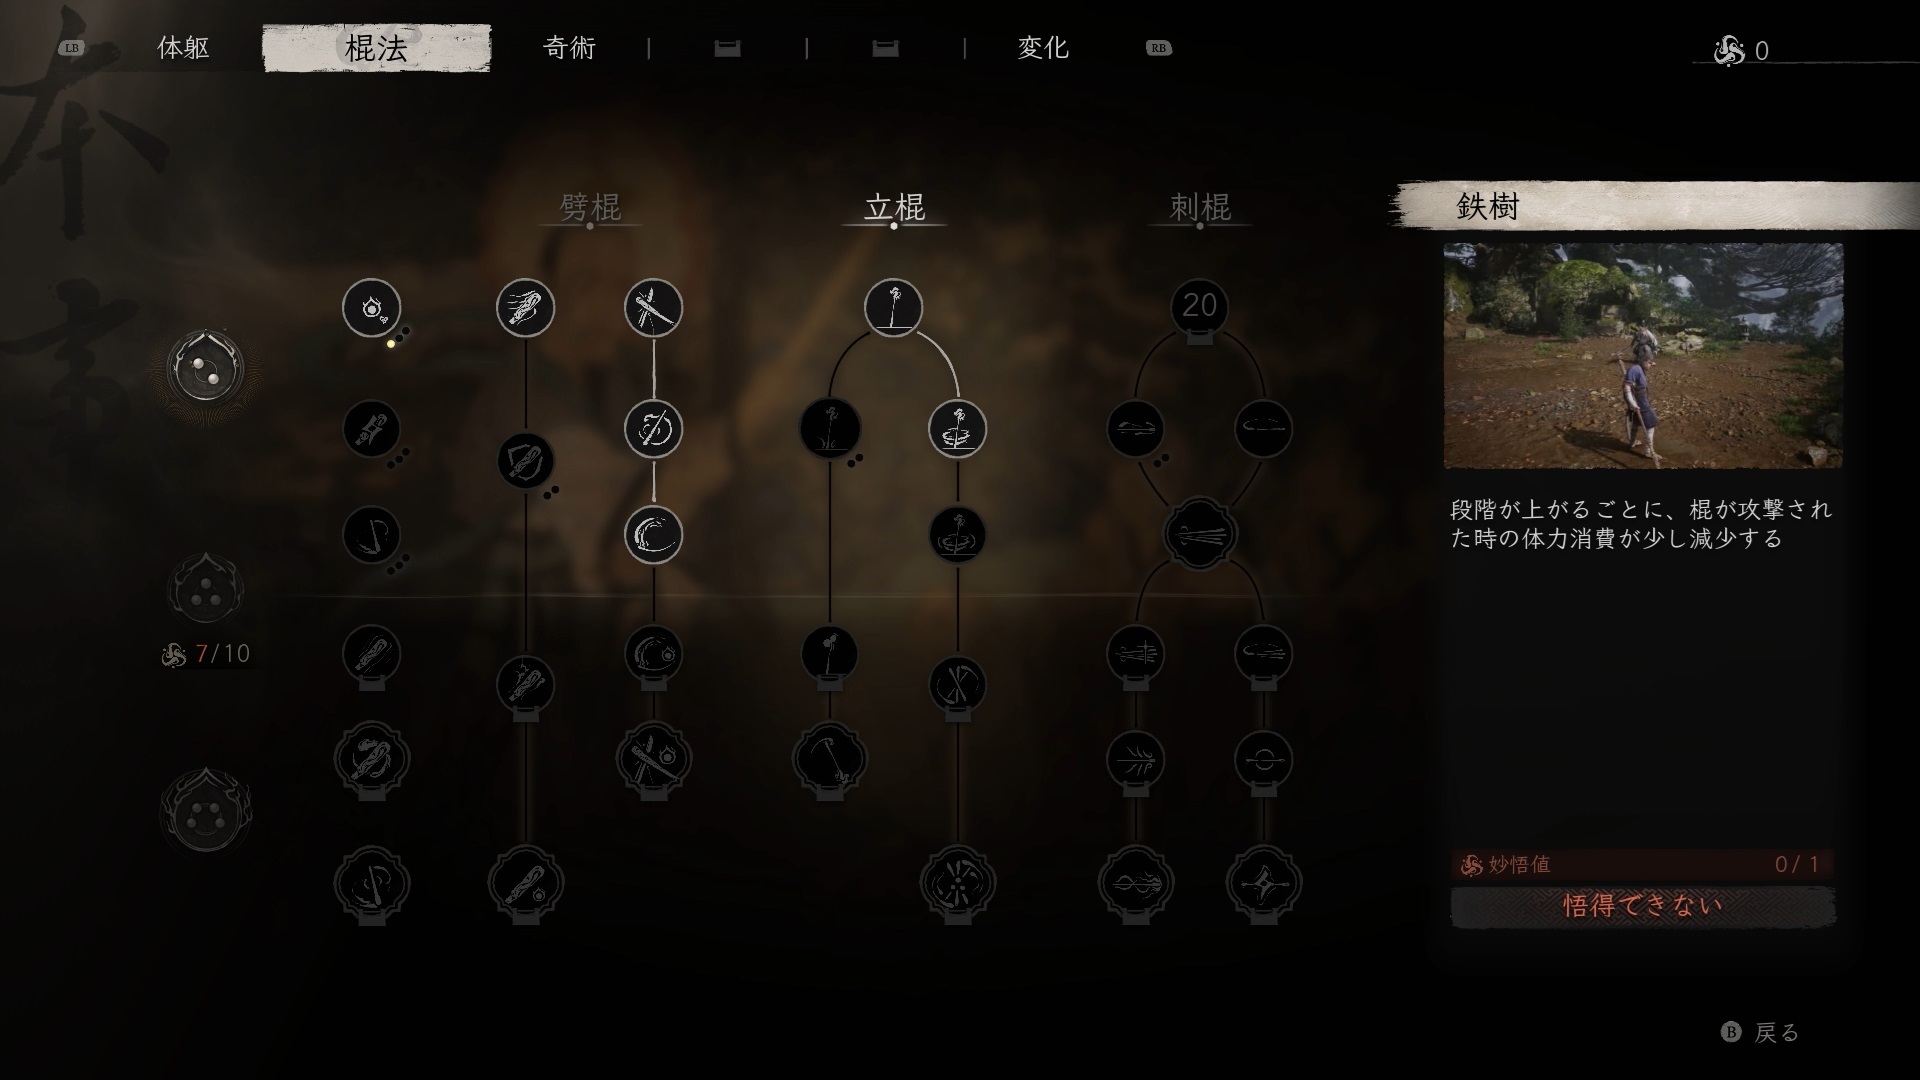 LB 体躯 棍法 奇術 変化 RB 0
劈棍 立棍 刺棍
20
7/10
鉄樹
段階が上がるごとに、棍が攻撃され
た時の体力消費が少し減少する
妙悟値 0/1
悟得できない
B 戻る